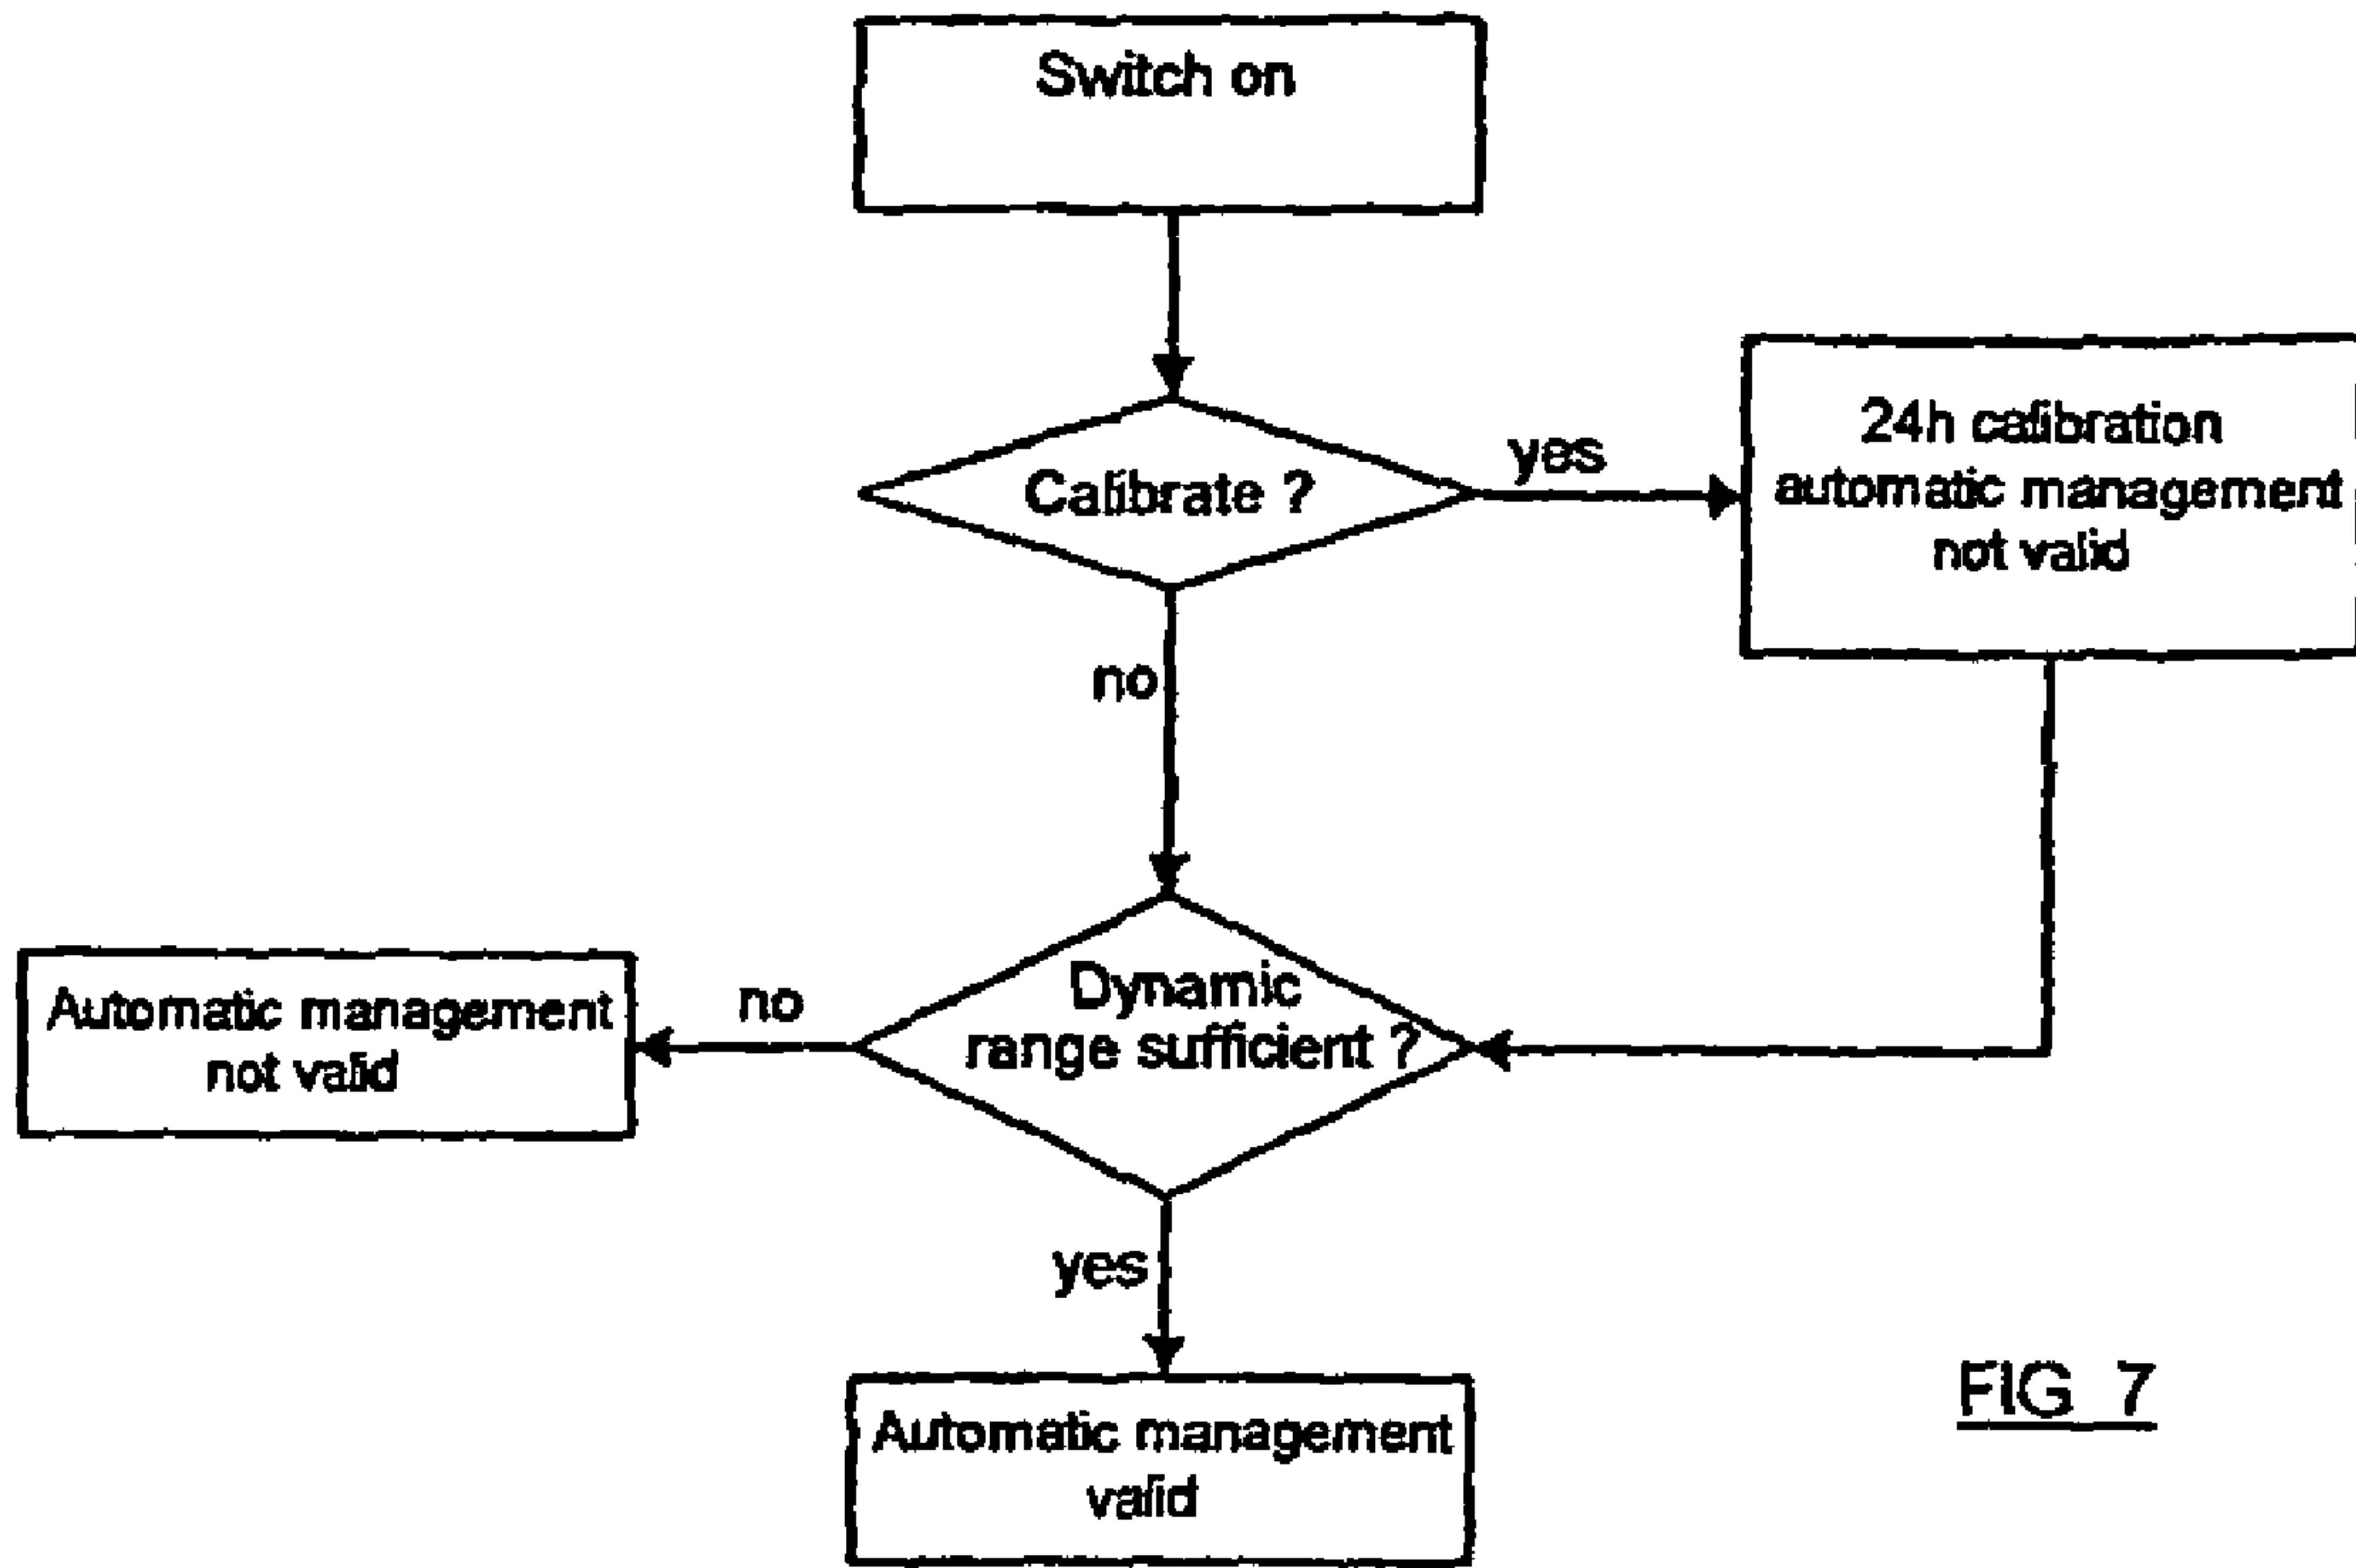 Switch on
Calibrate ?
yes
24h calibration
automatic management
not valid
no
Dynamic
range sufficient ?
no
Automatic management
not valid
yes
Automatic management
valid
FIG 7